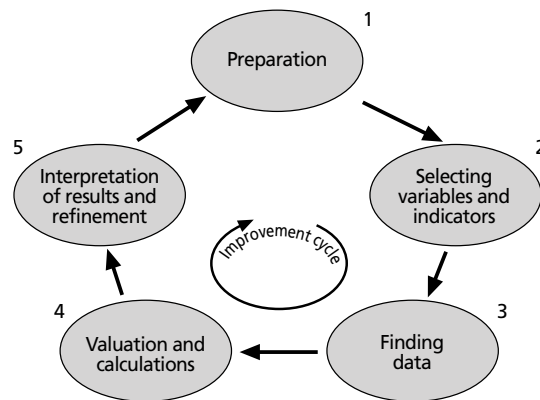 1
Preparation
2
Selecting
variables and
indicators
3
Finding
data
4
Valuation and
calculations
5
Interpretation
of results and
refinement
Improvement cycle